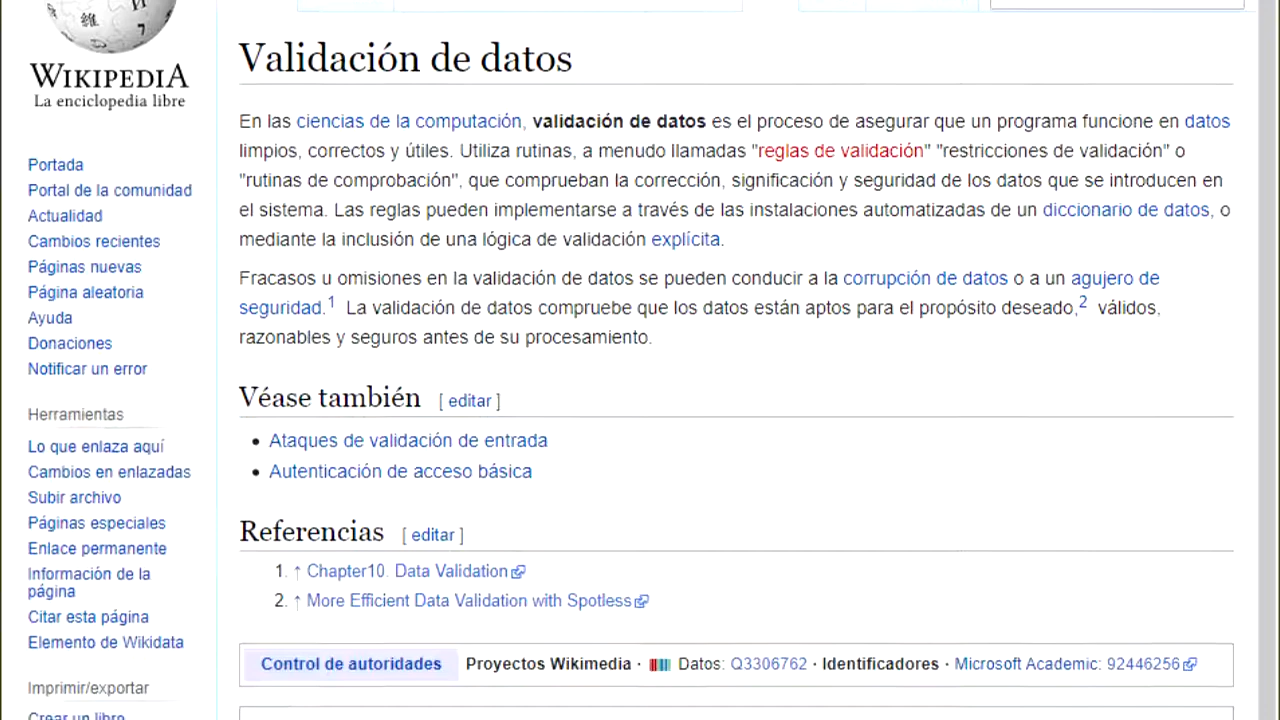 WIKIPEDIA
La enciclopedia libre
Portada
Portal de la comunidad
Actualidad
Cambios recientes
Páginas nuevas
Página aleatoria
Ayuda
Donaciones
Notificar un error
Herramientas
Lo que enlaza aquí
Cambios en enlazadas
Subir archivo
Páginas especiales
Enlace permanente
Información de la
página
Citar esta página
Elemento de Wikidata
Imprimir/exportar
Crear un libro
Validación de datos
En las ciencias de la computación, validación de datos es el proceso de asegurar que un programa funcione en datos
limpios, correctos y útiles. Utiliza rutinas, a menudo llamadas "reglas de validación" "restricciones de validación" o
"rutinas de comprobación", que comprueban la corrección, significación y seguridad de los datos que se introducen en
el sistema. Las reglas pueden implementarse a través de las instalaciones automatizadas de un diccionario de datos, o
mediante la inclusión de una lógica de validación explícita.
Fracasos u omisiones en la validación de datos se pueden conducir a la corrupción de datos o a un agujero de
seguridad.1 La validación de datos compruebe que los datos están aptos para el propósito deseado,2 válidos,
razonables y seguros antes de su procesamiento.
Véase también [ editar ]
• Ataques de validación de entrada
• Autenticación de acceso básica
Referencias [ editar ]
1. ↑ Chapter10. Data Validation
2. ↑ More Efficient Data Validation with Spotless
Control de autoridades Proyectos Wikimedia · Datos: Q3306762 · Identificadores · Microsoft Academic: 92446256